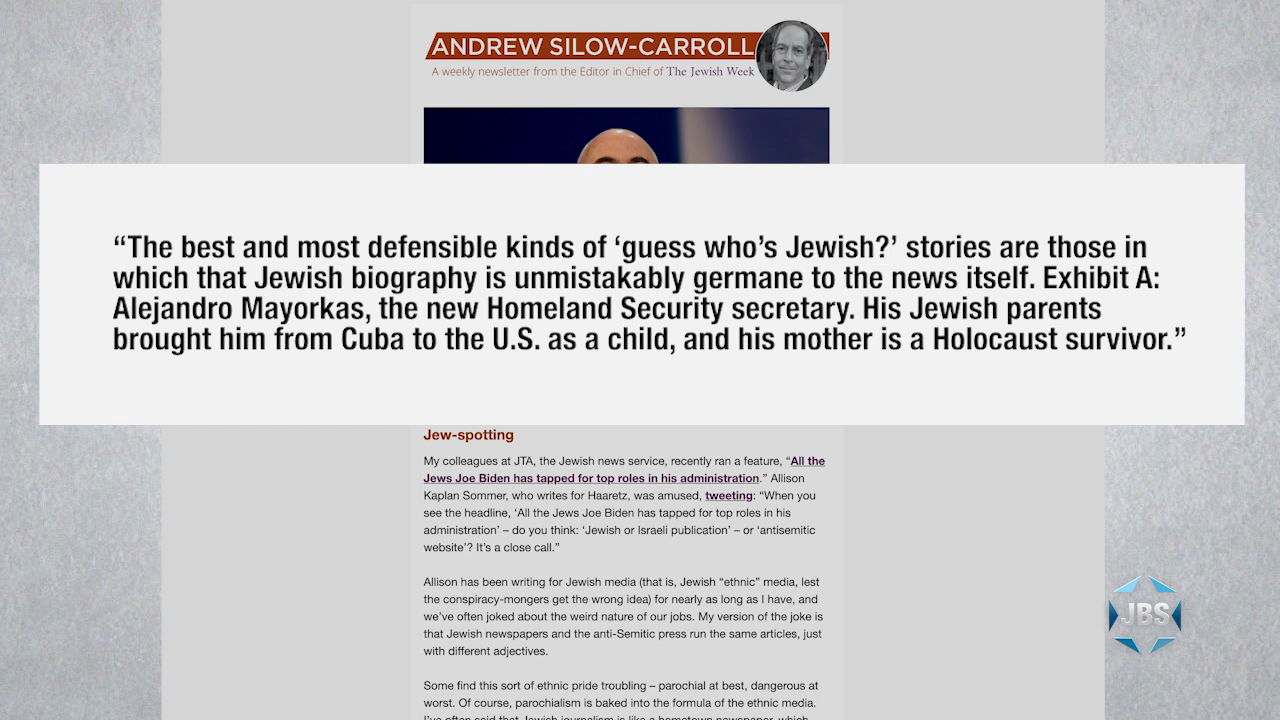 ANDREW SILOW-CARROLL
A weekly newsletter from the Editor in Chief of The Jewish Week
“The best and most defensible kinds of ‘guess who’s Jewish?’ stories are those in
which that Jewish biography is unmistakably germane to the news itself. Exhibit A:
Alejandro Mayorkas, the new Homeland Security secretary. His Jewish parents
brought him from Cuba to the U.S. as a child, and his mother is a Holocaust survivor.”
Jew-spotting
My colleagues at JTA, the Jewish news service, recently ran a feature, “All the
Jews Joe Biden has tapped for top roles in his administration.” Allison
Kaplan Sommer, who writes for Haaretz, was amused, tweeting: “When you
see the headline, ‘All the Jews Joe Biden has tapped for top roles in his
administration’ – do you think: ‘Jewish or Israeli publication’ – or ‘antisemitic
website’? It’s a close call.”
Allison has been writing for Jewish media (that is, Jewish “ethnic” media, lest
the conspiracy-mongers get the wrong idea) for nearly as long as I have, and
we’ve often joked about the weird nature of our jobs. My version of the joke is
that Jewish newspapers and the anti-Semitic press run the same articles, just
with different adjectives.
Some find this sort of ethnic pride troubling – parochial at best, dangerous at
worst. Of course, parochialism is baked into the formula of the ethnic media.
I’ve often said that Jewish journalism is like a hometown newspaper, which
JBS